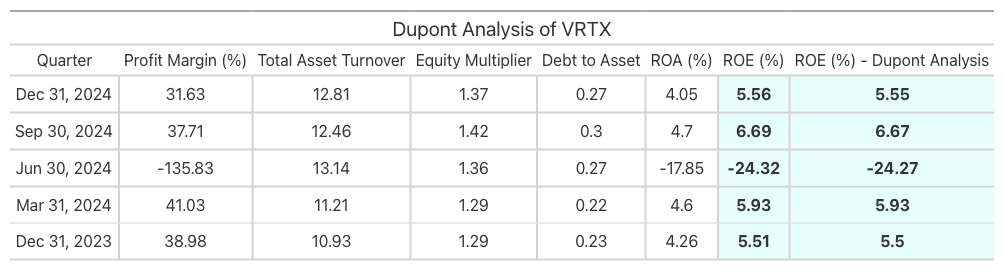 Dupont Analysis of VRTX
Quarter Profit Margin (%) Total Asset Turnover Equity Multiplier Debt to Asset ROA (%) ROE (%) ROE (%) - Dupont Analysis
Dec 31, 2024 31.63 12.81 1.37 0.27 4.05 5.56 5.55
Sep 30, 2024 37.71 12.46 1.42 0.3 4.7 6.69 6.67
Jun 30, 2024 -135.83 13.14 1.36 0.27 -17.85 -24.32 -24.27
Mar 31, 2024 41.03 11.21 1.29 0.22 4.6 5.93 5.93
Dec 31, 2023 38.98 10.93 1.29 0.23 4.26 5.51 5.5